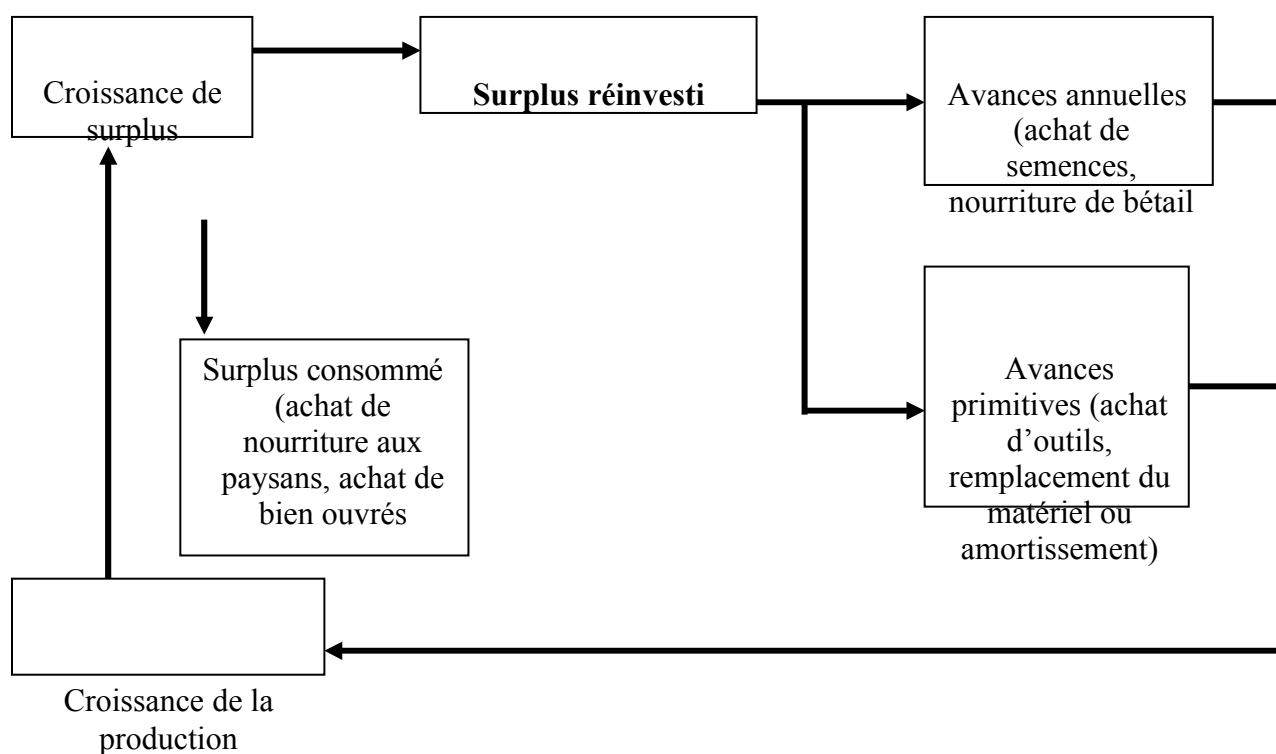 Croissance de
surplus
Surplus réinvesti
Avances annuelles
(achat de
semences,
nourriture de bétail
Surplus consommé
(achat de
nourriture aux
paysans, achat de
bien ouvrés
Avances
primitives (achat
d’outils,
remplacement du
matériel ou
amortissement)
Croissance de la
production